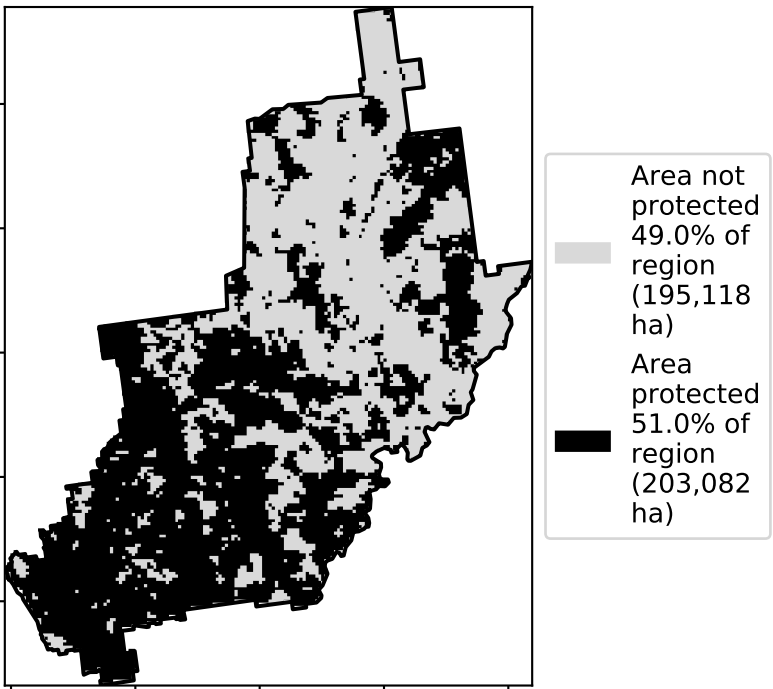 Area not
protected
49.0% of
region
(195,118
ha)
Area
protected
51.0% of
region
(203,082
ha)